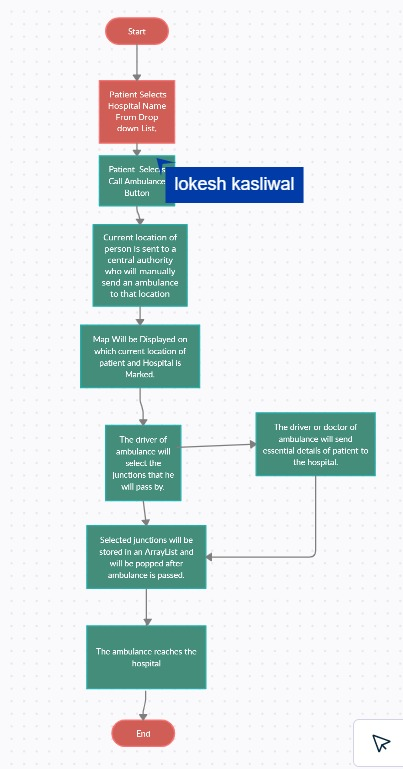 Start
Patient Selects
Hospital Name
From Drop
down List.
Patient Selects
Call Ambulance
Button
lokesh kasliwal
Current location of
person is sent to a
central authority
who will manually
send an ambulance
to that location
Map Will be Displayed on
which current location of
patient and Hospital is
Marked.
The driver of
ambulance will
select the
junctions that he
will pass by.
The driver or doctor of
ambulance will send
essential details of patient to
the hospital.
Selected junctions will be
stored in an ArrayList and
will be popped after
ambulance is passed.
The ambulance reaches the
hospital
End